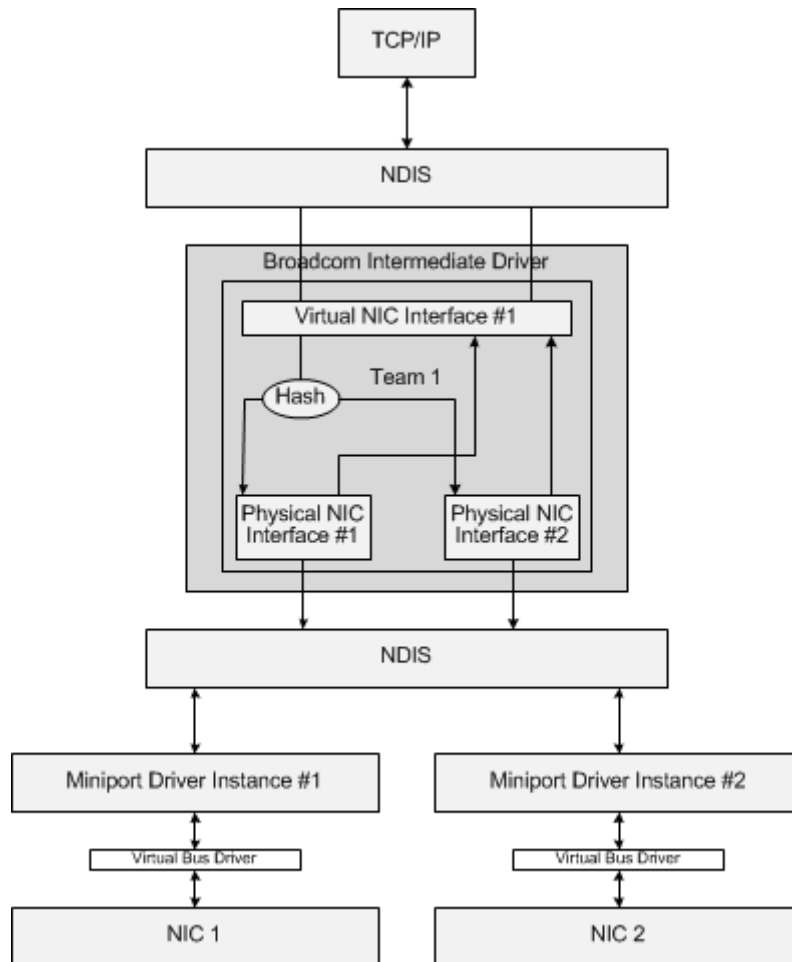 TCP/IP
NDIS
Broadcom Intermediate Driver
Virtual NIC Interface #1
Hash
Team 1
Physical NIC
Interface #1
Physical NIC
Interface #2
NDIS
Miniport Driver Instance #1
Miniport Driver Instance #2
Virtual Bus Driver
Virtual Bus Driver
NIC 1
NIC 2